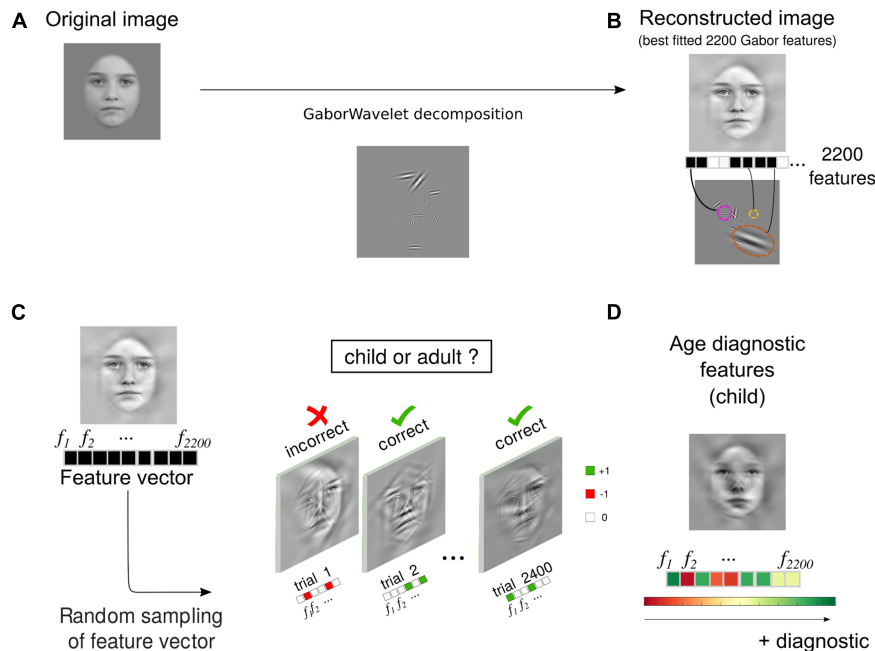 A
Original image
GaborWavelet decomposition
B
Reconstructed image
(best fitted 2200 Gabor features)
... 2200
features
C
f1 f2 ... f2200
Feature vector
Random sampling
of feature vector
child or adult ?
incorrect
correct
correct
+1
-1
0
...
trial 1
f1 f2 ...
trial 2
f1 f2 ...
trial 2400
f1 f2 ...
D
Age diagnostic
features
(child)
f1 f2 ... f2200
+ diagnostic